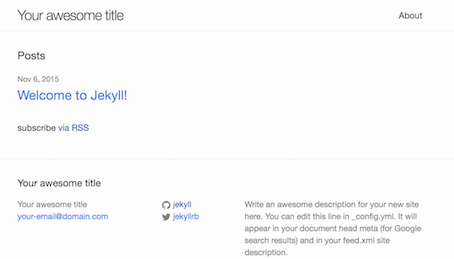 Your awesome title
About
Posts
Nov 6, 2015
Welcome to Jekyll!
subscribe via RSS
Your awesome title
Your awesome title
your-email@domain.com
jekyll
jekyllrb
Write an awesome description for your new site
here. You can edit this line in _config.yml. It will
appear in your document head meta (for Google
search results) and in your feed.xml site
description.